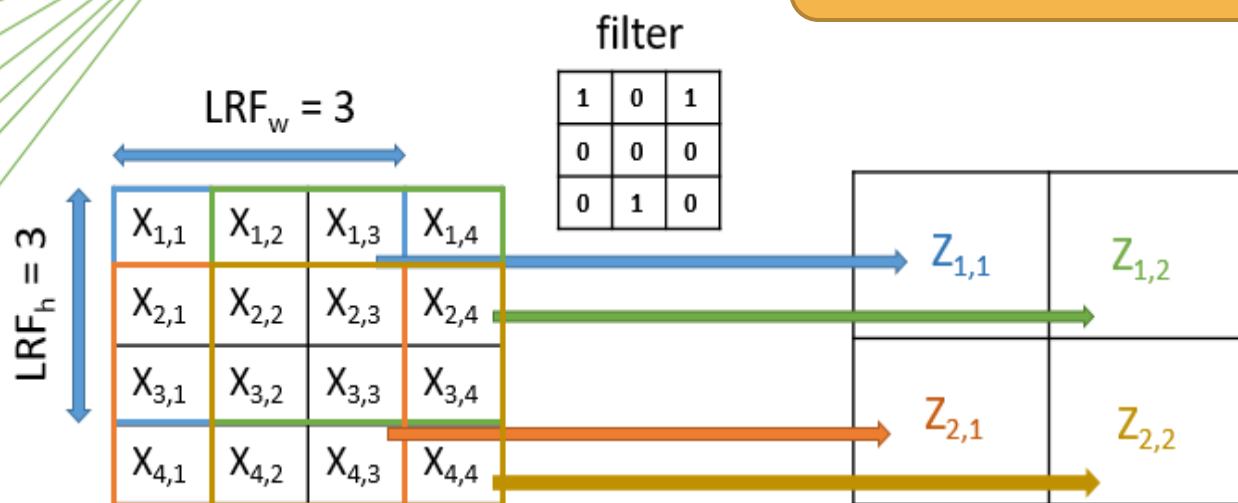 filter
1 0 1
0 0 0
0 1 0
LRF_w = 3
LRF_h = 3
X_1,1 X_1,2 X_1,3 X_1,4
X_2,1 X_2,2 X_2,3 X_2,4
X_3,1 X_3,2 X_3,3 X_3,4
X_4,1 X_4,2 X_4,3 X_4,4
Z_1,1 Z_1,2
Z_2,1 Z_2,2